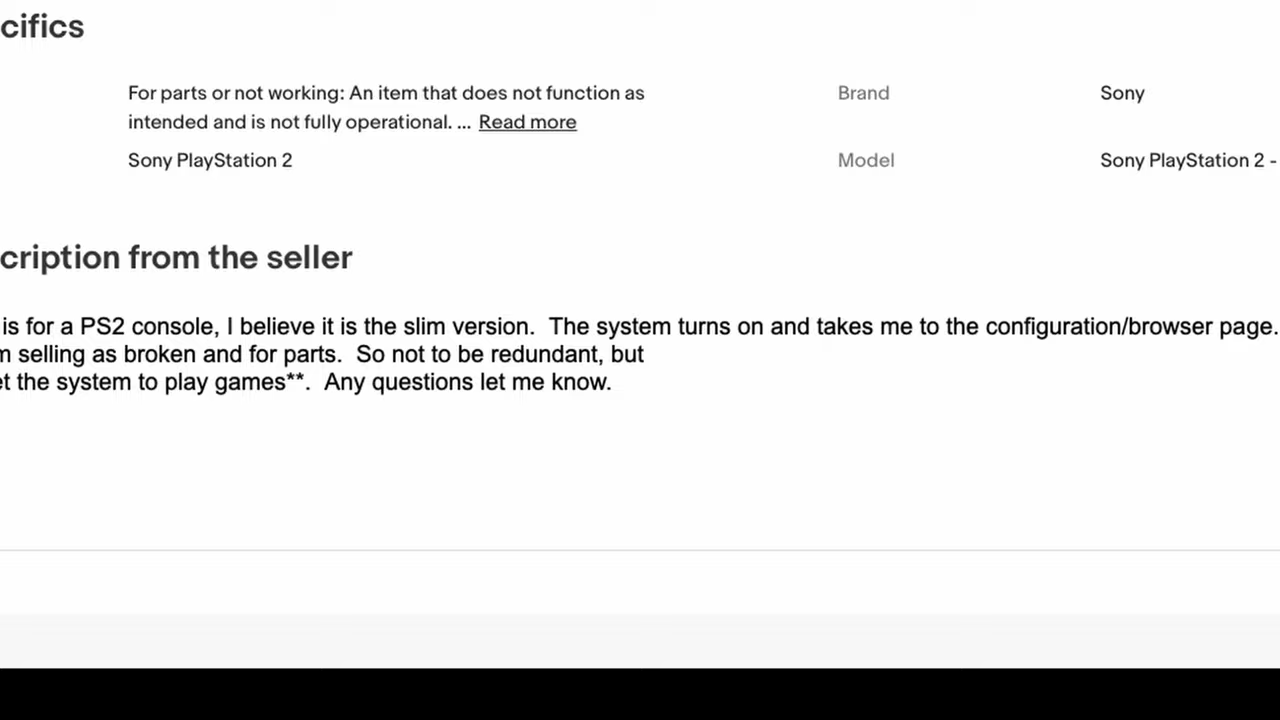 cifics
For parts or not working: An item that does not function as
intended and is not fully operational. ... Read more
Brand
Sony
Sony PlayStation 2
Model
Sony PlayStation 2 -
cription from the seller
is for a PS2 console, I believe it is the slim version.  The system turns on and takes me to the configuration/browser page.
m selling as broken and for parts.  So not to be redundant, but
et the system to play games**.  Any questions let me know.